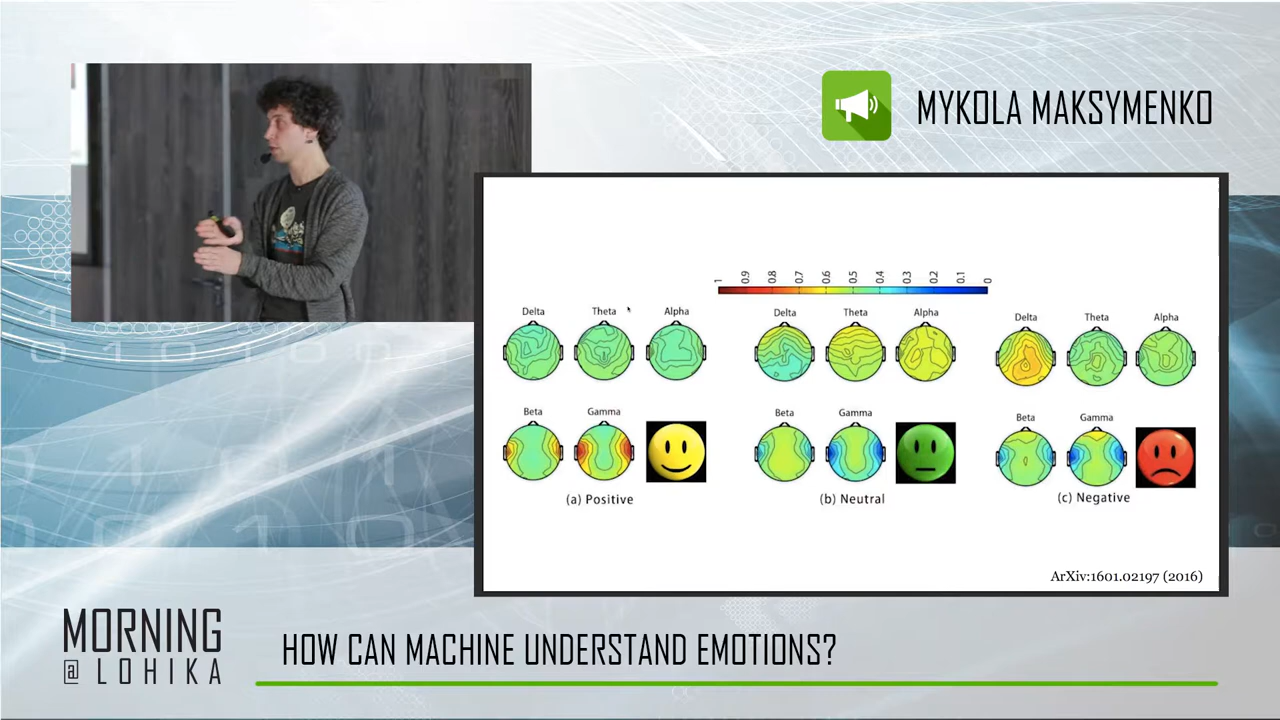 MYKOLA MAKSYMENKO
1 0.9 0.8 0.7 0.6 0.5 0.4 0.3 0.2 0.1 0
Delta Theta Alpha
Beta Gamma
(a) Positive
Delta Theta Alpha
Beta Gamma
(b) Neutral
Delta Theta Alpha
Beta Gamma
(c) Negative
ArXiv:1601.02197 (2016)
MORNING
@ LOHIKA
HOW CAN MACHINE UNDERSTAND EMOTIONS?